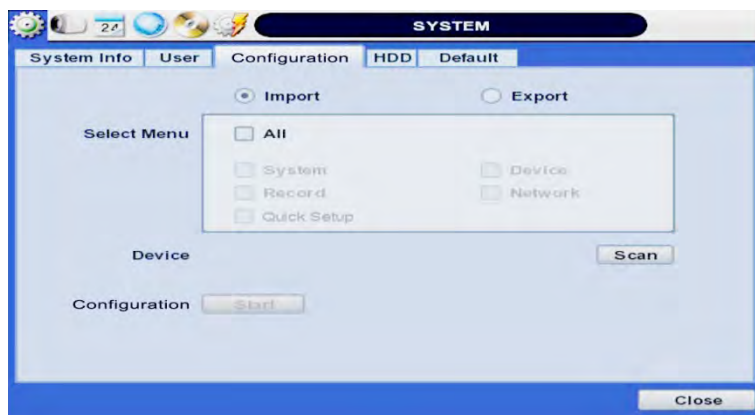 SYSTEM
System Info User Configuration HDD Default
Import Export
Select Menu All
System Device
Record Network
Quick Setup
Device Scan
Configuration Start
Close